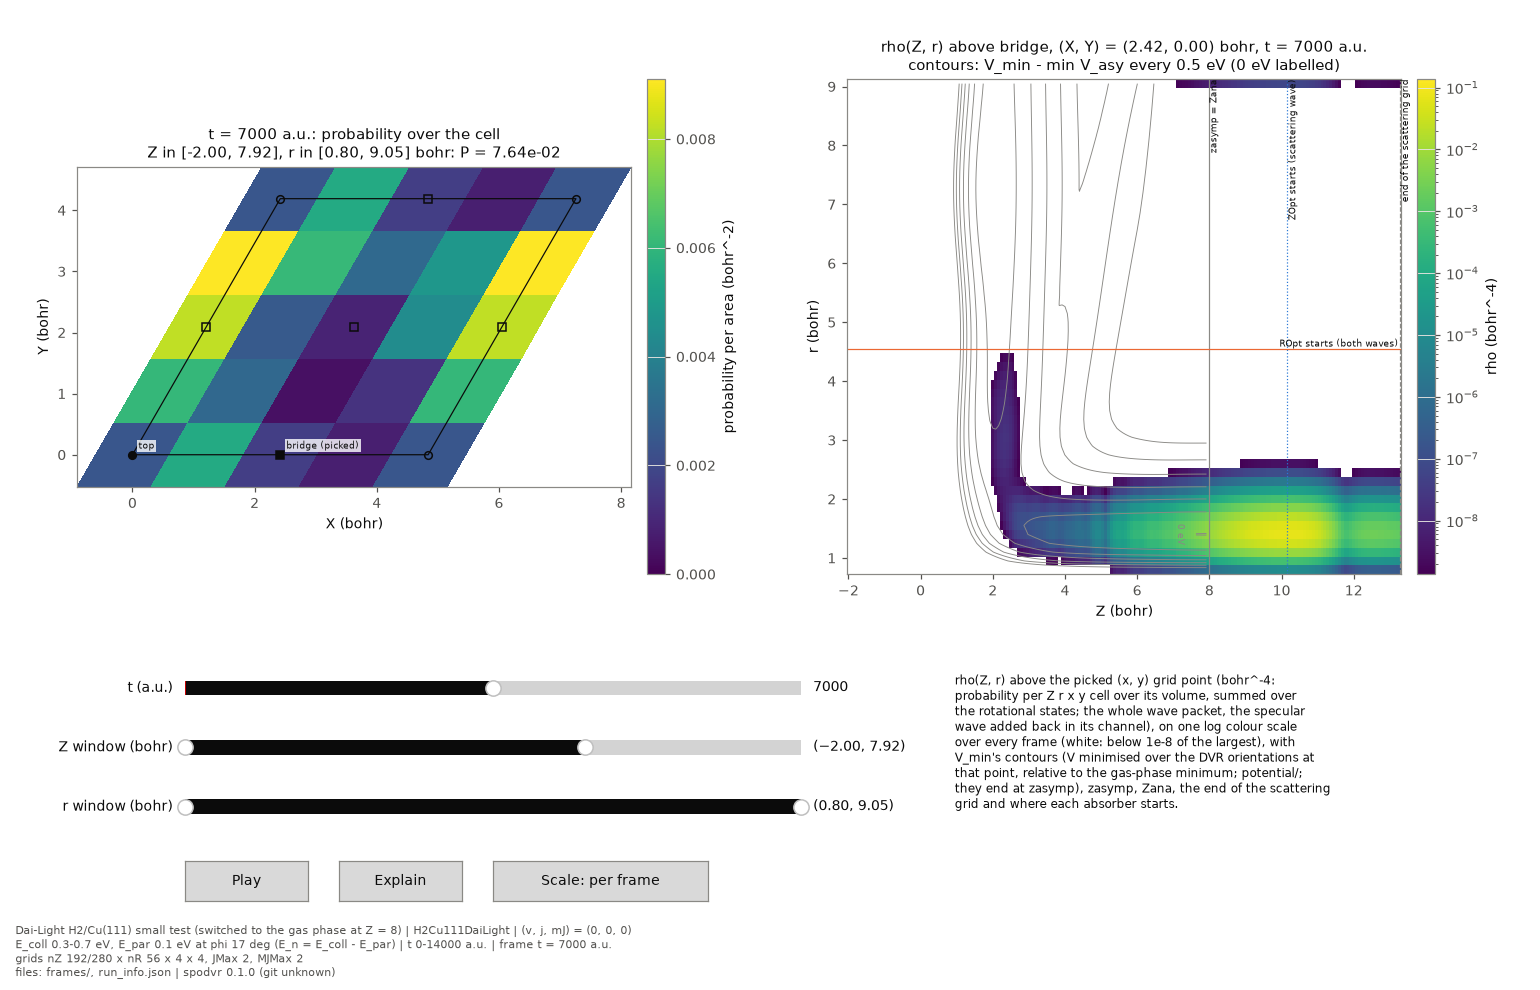 rho(Z, r) above bridge, (X, Y) = (2.42, 0.00) bohr, t = 7000 a.u.
contours: V_min - min V_asy every 0.5 eV (0 eV labelled)
t = 7000 a.u.: probability over the cell
Z in [-2.00, 7.92], r in [0.80, 9.05] bohr: P = 7.64e-02
Y (bohr)
4
3
2
1
0
top
bridge (picked)
0
2
4
6
8
X (bohr)
0.008
0.006
0.004
0.002
0.000
probability per area (bohr^-2)
r (bohr)
9
8
7
6
5
4
3
2
1
zasymp = Zana
ZOpt starts (scattering wave)
end of the scattering grid
ROpt starts (both waves)
−2
0
2
4
6
8
10
12
Z (bohr)
10⁻¹
10⁻²
10⁻³
10⁻⁴
10⁻⁵
10⁻⁶
10⁻⁷
10⁻⁸
rho (bohr^-4)
t (a.u.)
7000
Z window (bohr)
(−2.00, 7.92)
r window (bohr)
(0.80, 9.05)
Play
Explain
Scale: per frame
rho(Z, r) above the picked (x, y) grid point (bohr^-4:
probability per Z r x y cell over its volume, summed over
the rotational states; the whole wave packet, the specular
wave added back in its channel), on one log colour scale
over every frame (white: below 1e-8 of the largest), with
V_min's contours (V minimised over the DVR orientations at
that point, relative to the gas-phase minimum; potential/;
they end at zasymp), zasymp, Zana, the end of the scattering
grid and where each absorber starts.
Dai-Light H2/Cu(111) small test (switched to the gas phase at Z = 8) | H2Cu111DaiLight | (v, j, mJ) = (0, 0, 0)
E_coll 0.3-0.7 eV, E_par 0.1 eV at phi 17 deg (E_n = E_coll - E_par) | t 0-14000 a.u. | frame t = 7000 a.u.
grids nZ 192/280 x nR 56 x 4 x 4, JMax 2, MJMax 2
files: frames/, run_info.json | spodvr 0.1.0 (git unknown)